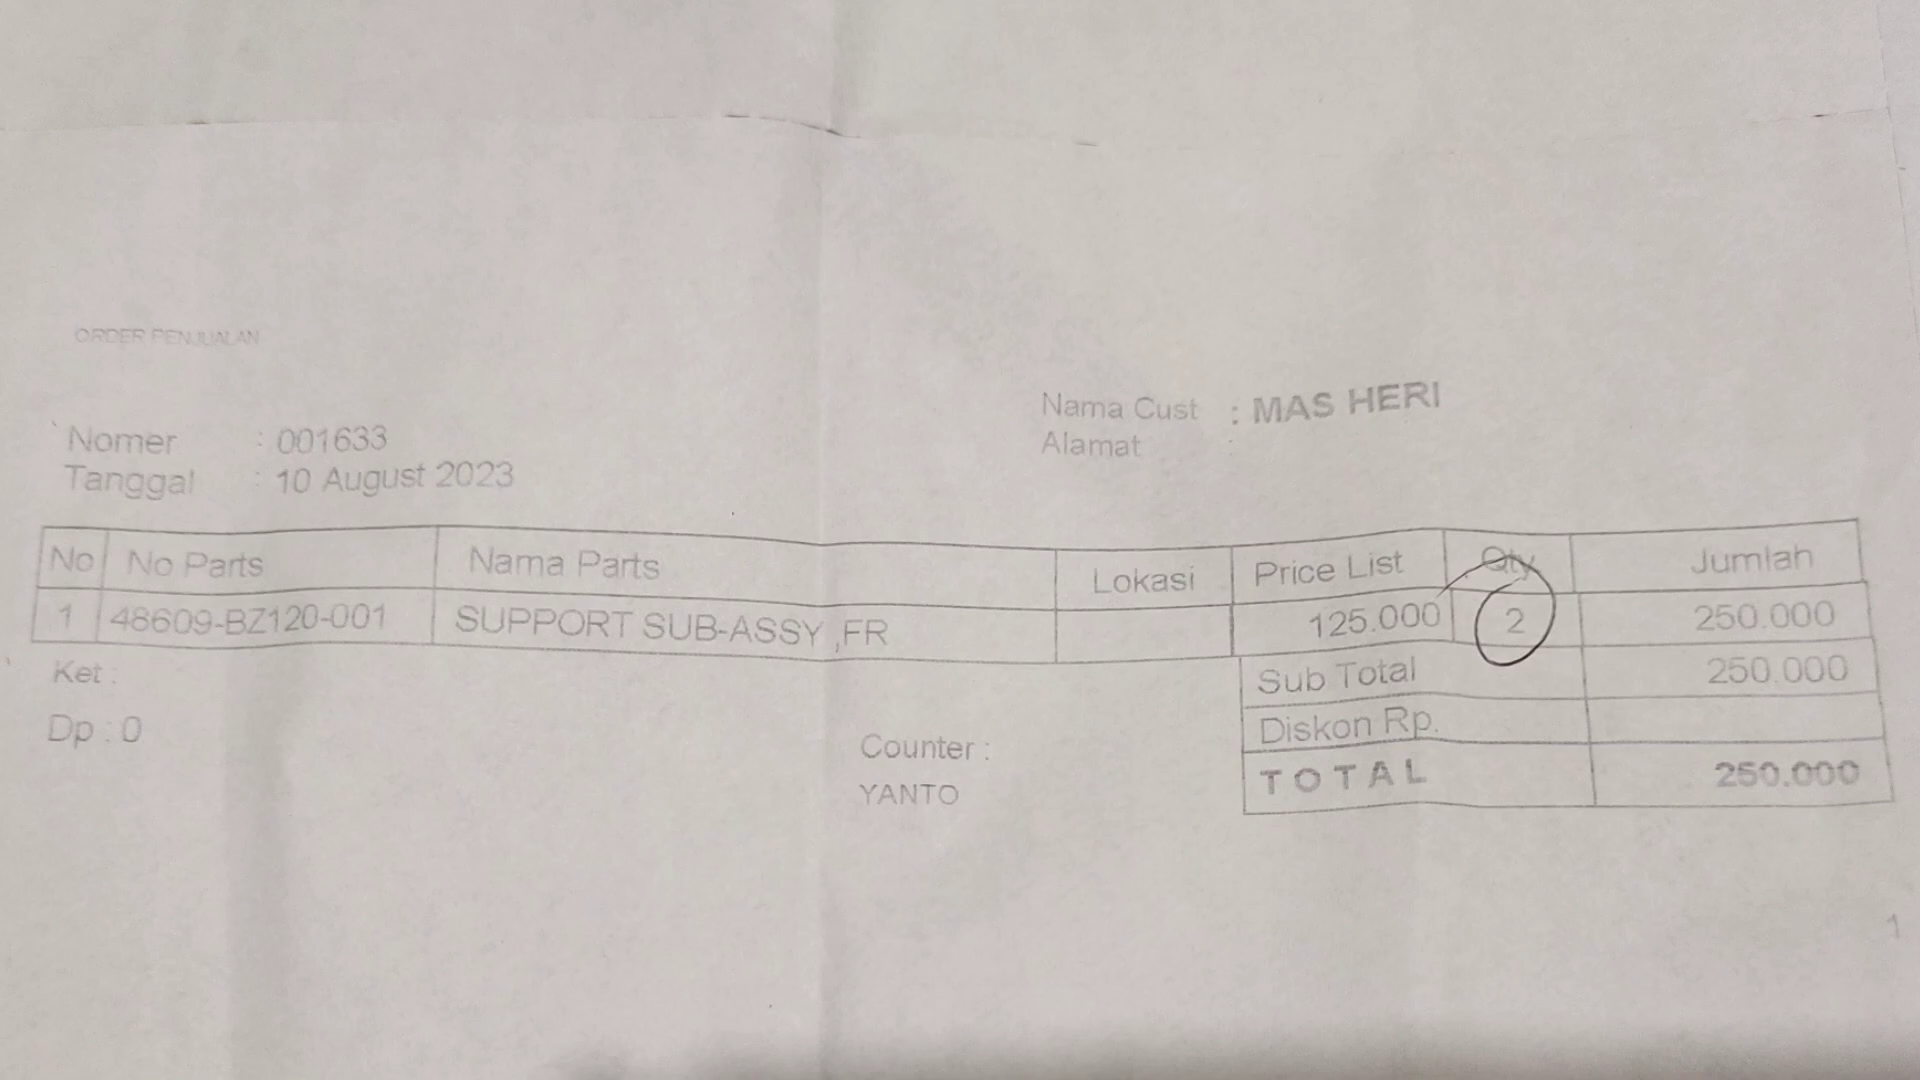 ORDER PENJUALAN
Nomer : 001633
Tanggal : 10 August 2023
Nama Cust : MAS HERI
Alamat :
No No Parts Nama Parts Lokasi Price List Qty Jumlah
1 48609-BZ120-001 SUPPORT SUB-ASSY ,FR 125.000 2 250.000
Ket :
Dp : 0
Counter :
YANTO
Sub Total 250.000
Diskon Rp.
TOTAL 250.000
1